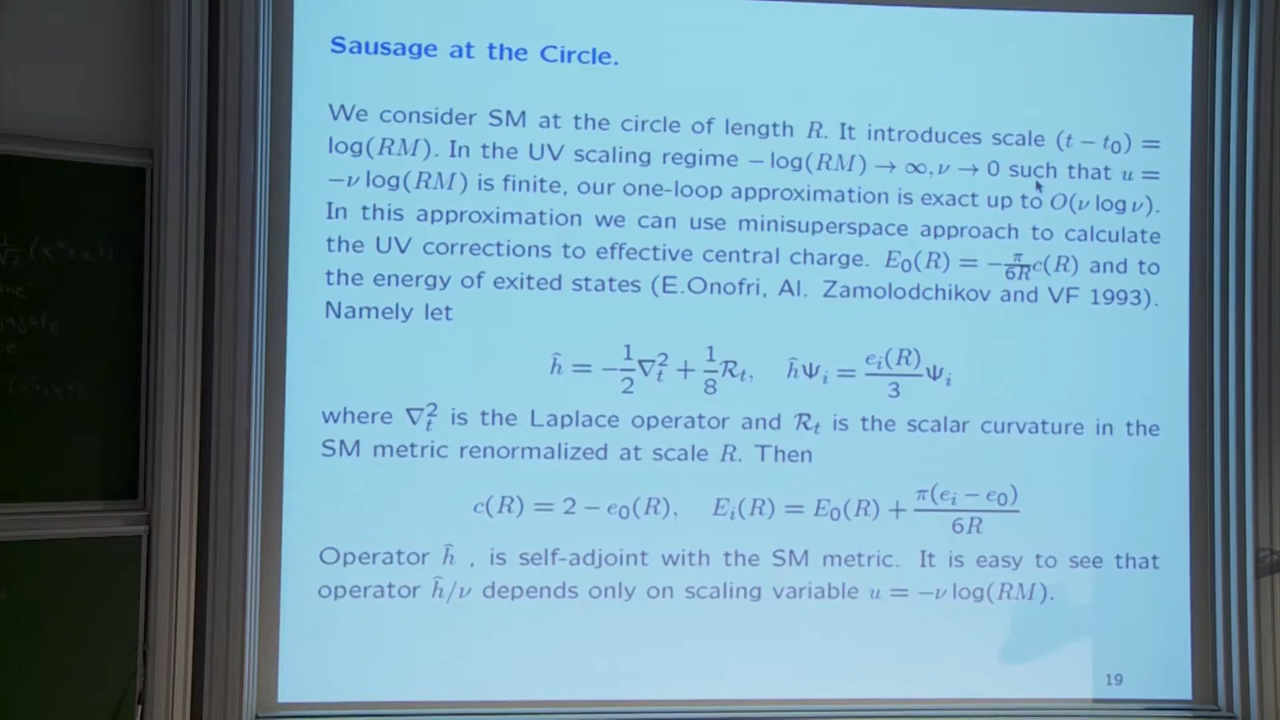 Sausage at the Circle.
We consider SM at the circle of length R. It introduces scale (t − t₀) =
log(RM). In the UV scaling regime − log(RM) → ∞, ν → 0 such that u =
−ν log(RM) is finite, our one-loop approximation is exact up to O(ν log ν).
In this approximation we can use minisuperspace approach to calculate
the UV corrections to effective central charge. E₀(R) = −π/6R c(R) and to
the energy of exited states (E.Onofri, Al. Zamolodchikov and VF 1993).
Namely let
ĥ = −1/2 ∇ₜ² + 1/8 ℛₜ, ĥΨᵢ = eᵢ(R)/3 Ψᵢ
where ∇ₜ² is the Laplace operator and ℛₜ is the scalar curvature in the
SM metric renormalized at scale R. Then
c(R) = 2 − e₀(R), Eᵢ(R) = E₀(R) + π(eᵢ − e₀)/6R
Operator ĥ , is self-adjoint with the SM metric. It is easy to see that
operator ĥ/ν depends only on scaling variable u = −ν log(RM).
19